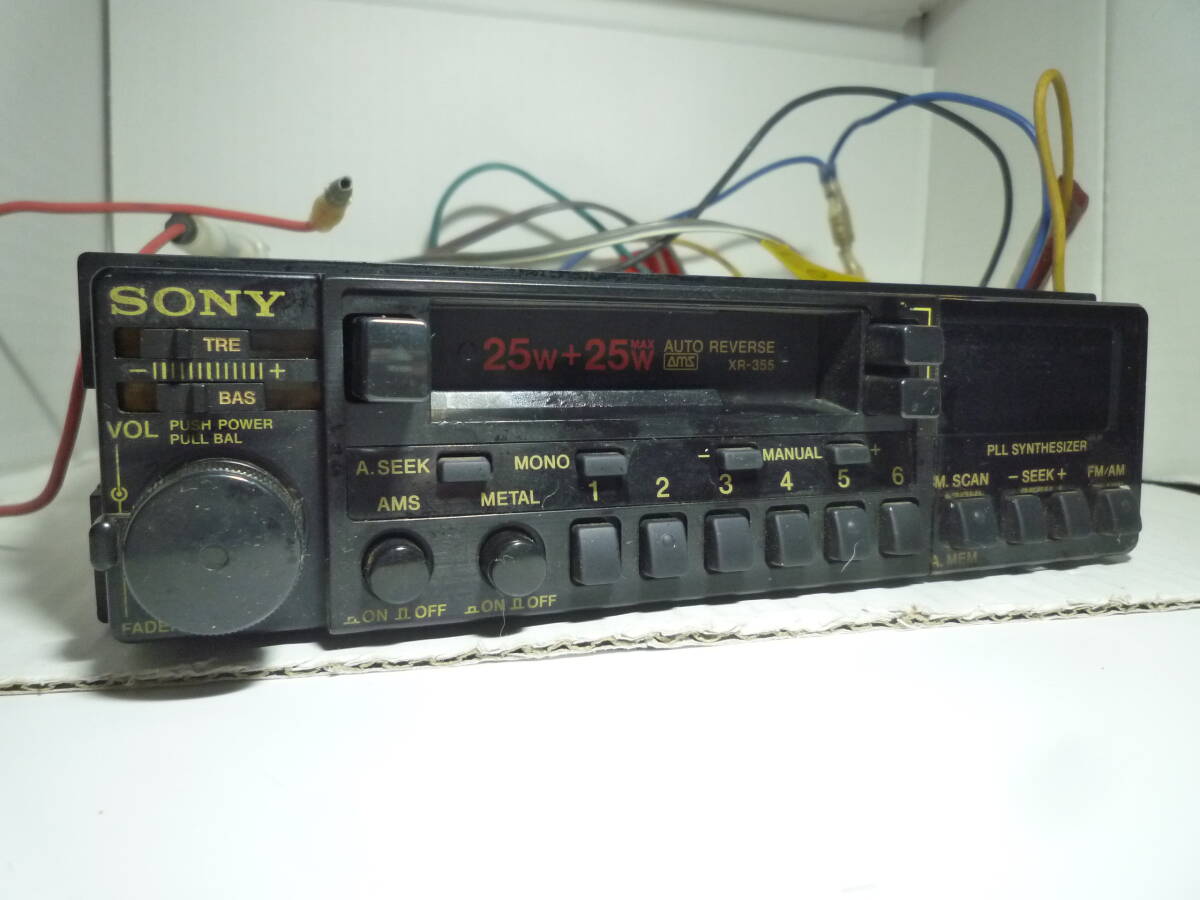 SONY
TRE
- +
BAS
VOL PUSH POWER
PULL BAL
FADER
25W+25W MAX
AUTO REVERSE
AMS XR-355
A.SEEK MONO - MANUAL +
AMS METAL 1 2 3 4 5 6
ON OFF ON OFF
PLL SYNTHESIZER
M. SCAN - SEEK + FM/AM
A. MEM